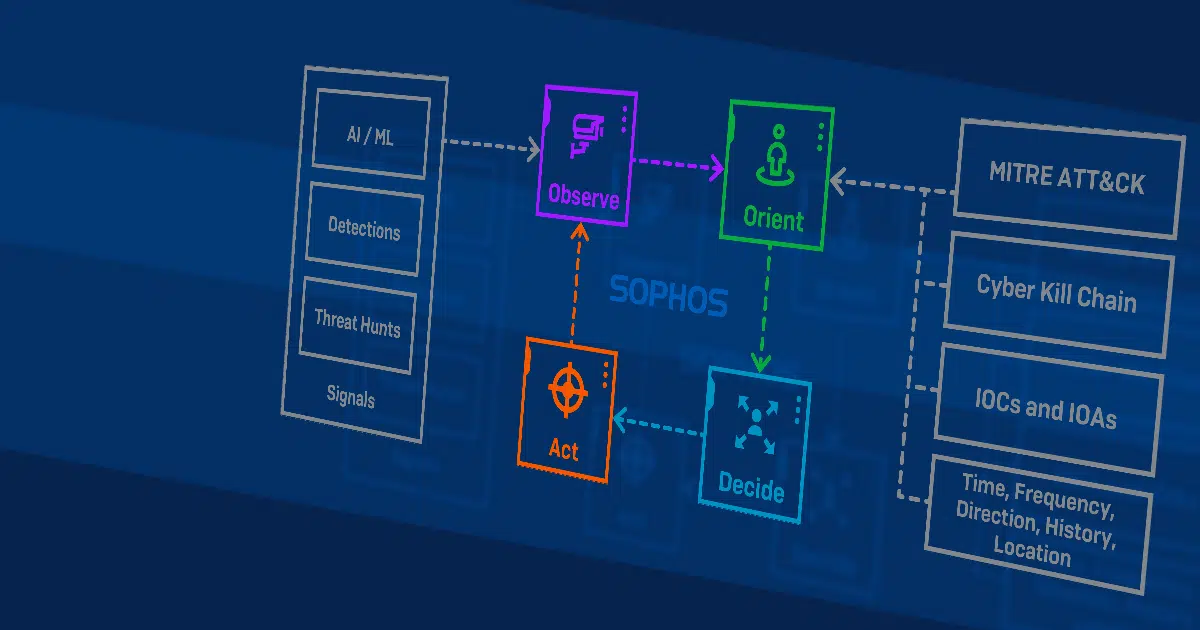 AI / ML
Detections
Threat Hunts
Signals
Observe
Orient
SOPHOS
Act
Decide
MITRE ATT&CK
Cyber Kill Chain
IOCs and IOAs
Time, Frequency,
Direction, History,
Location